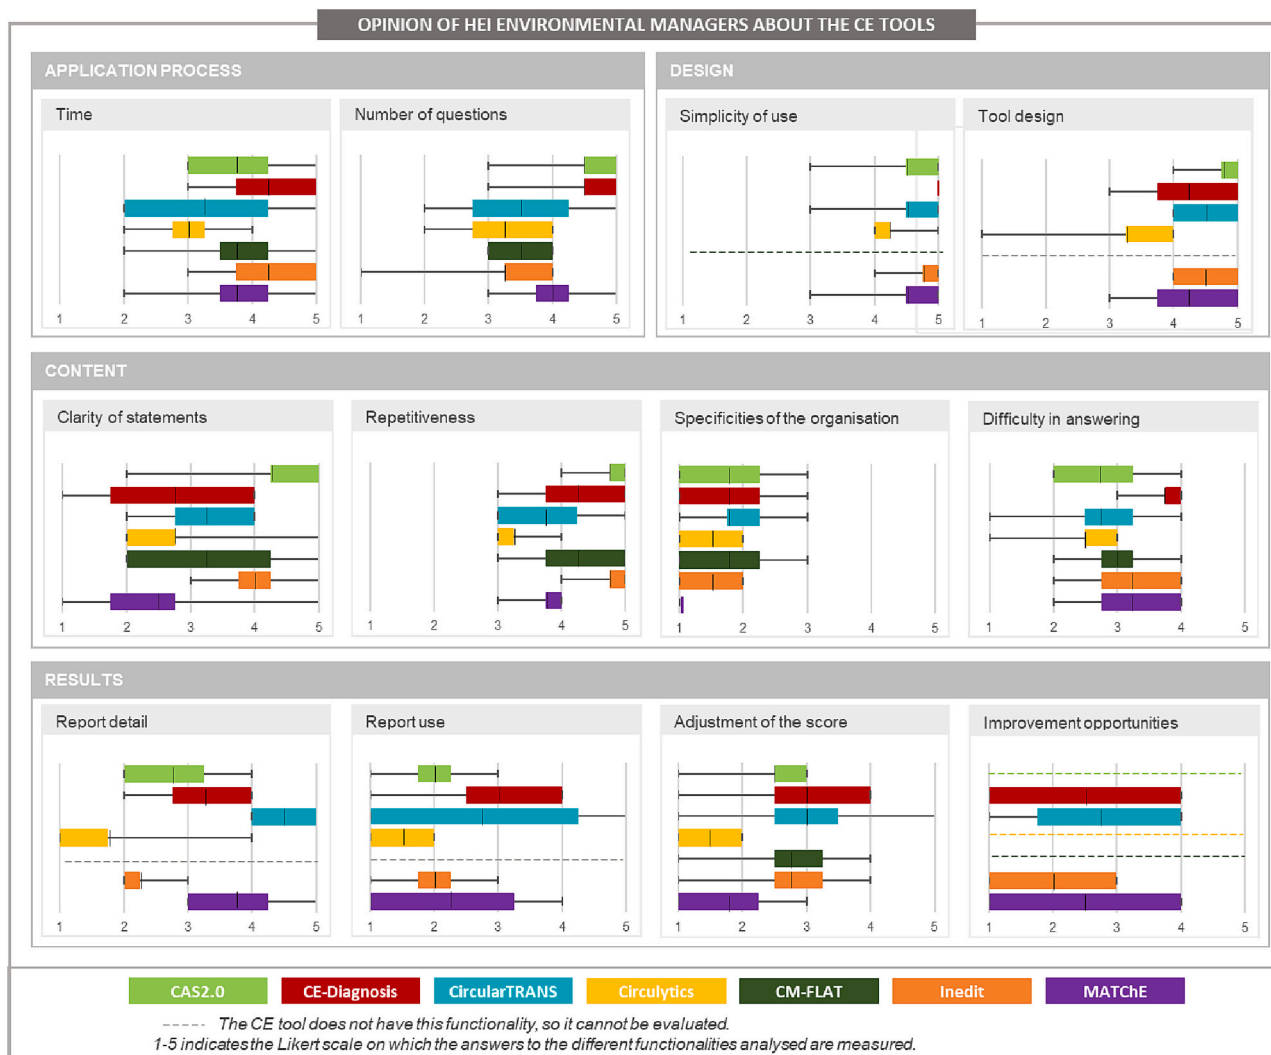 OPINION OF HEI ENVIRONMENTAL MANAGERS ABOUT THE CE TOOLS
APPLICATION PROCESS
Time
1 2 3 4 5
Number of questions
1 2 3 4 5
DESIGN
Simplicity of use
1 2 3 4 5
Tool design
1 2 3 4 5
CONTENT
Clarity of statements
1 2 3 4 5
Repetitiveness
1 2 3 4 5
Specificities of the organisation
1 2 3 4 5
Difficulty in answering
1 2 3 4 5
RESULTS
Report detail
1 2 3 4 5
Report use
1 2 3 4 5
Adjustment of the score
1 2 3 4 5
Improvement opportunities
1 2 3 4 5
CAS2.0 CE-Diagnosis CircularTRANS Circulytics CM-FLAT Inedit MATChE
The CE tool does not have this functionality, so it cannot be evaluated.
1-5 indicates the Likert scale on which the answers to the different functionalities analysed are measured.